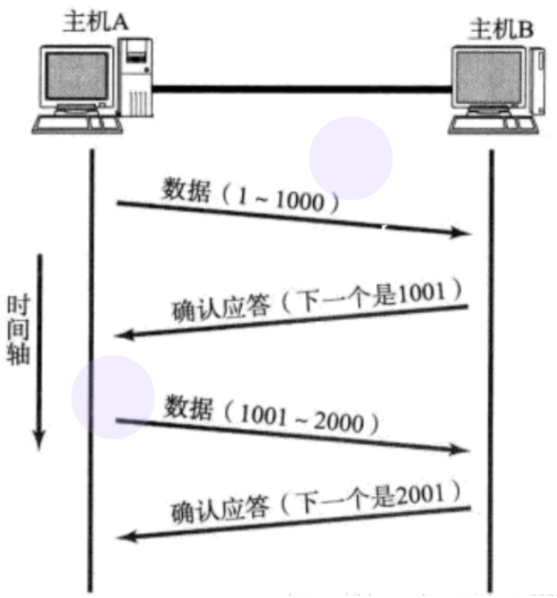 主机A
主机B
数据（1~1000）
确认应答（下一个是1001）
时间轴
数据（1001~2000）
确认应答（下一个是2001）